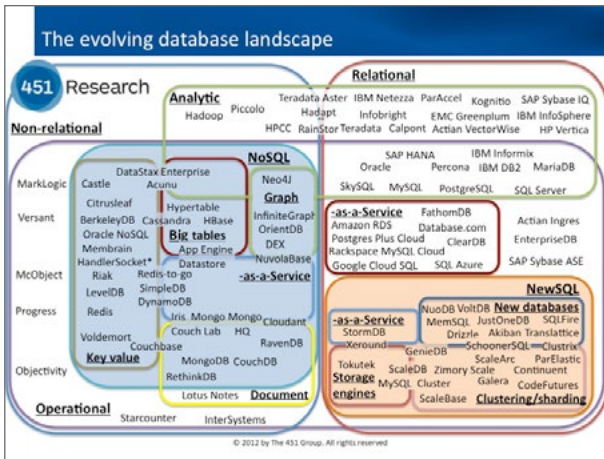 The evolving database landscape
451 Research
Relational
Analytic
Teradata Aster IBM Netezza ParAccel Kognitio SAP Sybase IQ
Hadoop Piccolo Hadapt Infobright EMC Greenplum IBM InfoSphere
HPCC RainStor Teradata Calpont Actian VectorWise HP Vertica
Non-relational
NoSQL
DataStax Enterprise
Acunu
Castle
Citrusleaf
BerkeleyDB
Oracle NoSQL
Membrain
HandlerSocket*
Riak
LevelDB
Redis
Voldemort
Key value
Couchbase
Hypertable
Cassandra HBase
Big tables
App Engine
Datastore
Redis-to-go
SimpleDB
DynamoDB
-as-a-Service
Iris Mongo Mongo Cloudant
Couch Lab HQ
RavenDB
MongoDB CouchDB
RethinkDB
Lotus Notes Document
Neo4J
Graph
InfiniteGraph
OrientDB
DEX
NuvolaBase
MarkLogic
Versant
McObject
Progress
Objectivity
Operational
Starcounter InterSystems
SAP HANA IBM Informix
Oracle Percona IBM DB2 MariaDB
SkySQL MySQL PostgreSQL SQL Server
-as-a-Service FathomDB
Amazon RDS Database.com
Postgres Plus Cloud ClearDB
Rackspace MySQL Cloud
Google Cloud SQL SQL Azure
Actian Ingres
EnterpriseDB
SAP Sybase ASE
NewSQL
-as-a-Service
StormDB
Xeround
NuoDB VoltDB New databases
MemSQL JustOneDB SQLFire
Drizzle Akiban Translattice
SchoonerSQL Clustrix
GenieDB ScaleArc ParElastic
Tokutek ScaleDB Zimory Scale Continuent
Storage engines
MySQL Cluster Galera CodeFutures
ScaleBase Clustering/sharding
© 2012 by The 451 Group. All rights reserved